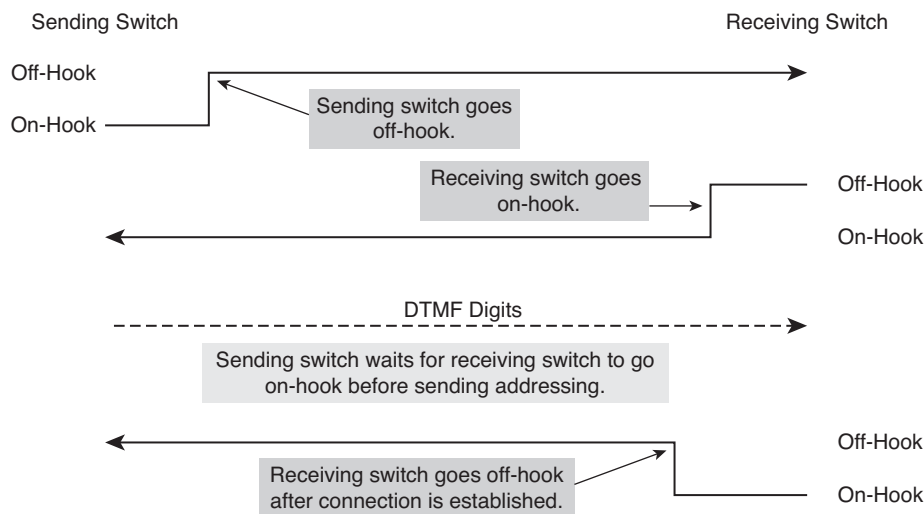 Sending Switch
Receiving Switch
Off-Hook
On-Hook
Sending switch goes
off-hook.
Receiving switch goes
on-hook.
Off-Hook
On-Hook
DTMF Digits
Sending switch waits for receiving switch to go
on-hook before sending addressing.
Off-Hook
Receiving switch goes off-hook
after connection is established.
On-Hook